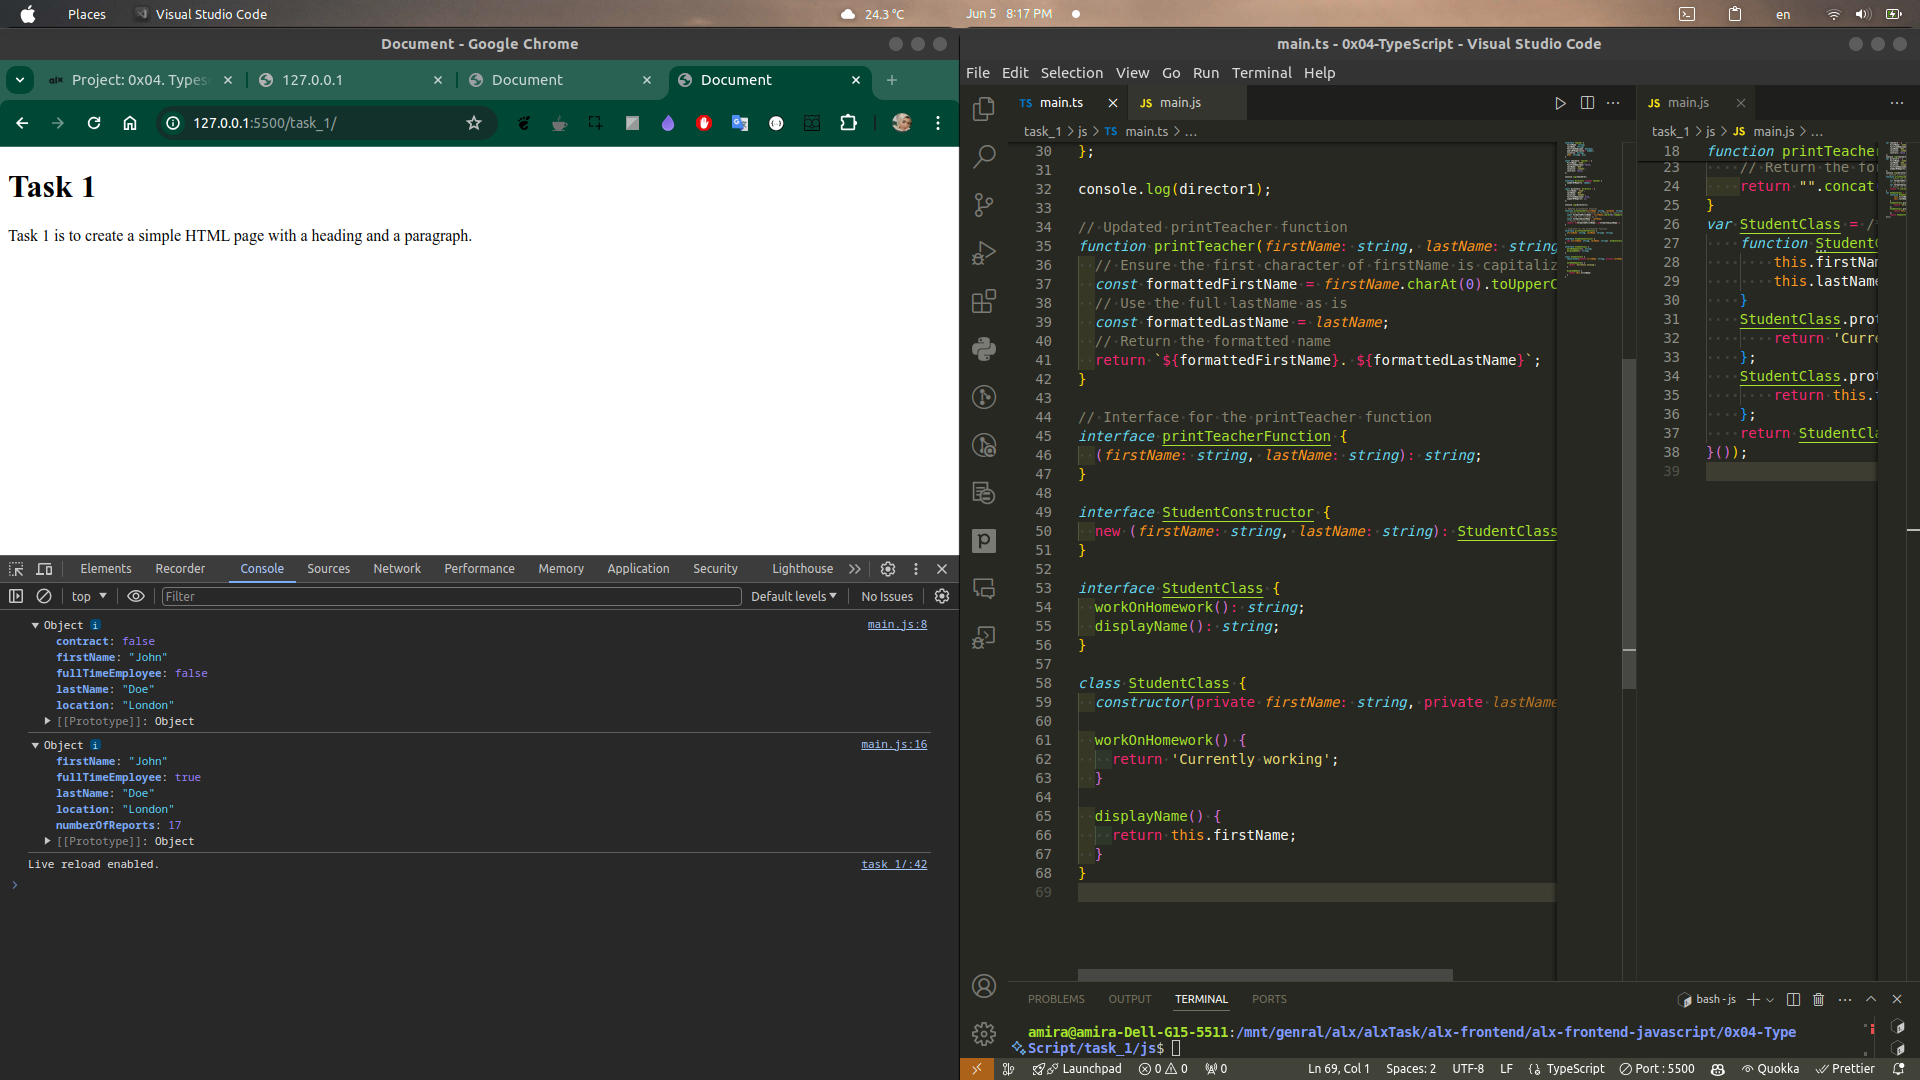 Places
Visual Studio Code
24.3 °C
Jun 5 8:17 PM
en
Document - Google Chrome
Project: 0x04. Types
127.0.0.1
Document
Document
127.0.0.1:5500/task_1/
Task 1
Task 1 is to create a simple HTML page with a heading and a paragraph.
Elements Recorder Console Sources Network Performance Memory Application Security Lighthouse
top Filter Default levels No Issues
Object main.js:8
contract: false
firstName: "John"
fullTimeEmployee: false
lastName: "Doe"
location: "London"
[[Prototype]]: Object
Object main.js:16
firstName: "John"
fullTimeEmployee: true
lastName: "Doe"
location: "London"
numberOfReports: 17
[[Prototype]]: Object
Live reload enabled. task_1/:42
main.ts - 0x04-TypeScript - Visual Studio Code
File Edit Selection View Go Run Terminal Help
TS main.ts
JS main.js
task_1 > js > TS main.ts > ...
30 };
31
32 console.log(director1);
33
34 // Updated printTeacher function
35 function printTeacher(firstName: string, lastName: string
36 // Ensure the first character of firstName is capitaliz
37 const formattedFirstName = firstName.charAt(0).toUpperC
38 // Use the full lastName as is
39 const formattedLastName = lastName;
40 // Return the formatted name
41 return `${formattedFirstName}. ${formattedLastName}`;
42 }
43
44 // Interface for the printTeacher function
45 interface printTeacherFunction {
46 (firstName: string, lastName: string): string;
47 }
48
49 interface StudentConstructor {
50 new (firstName: string, lastName: string): StudentClass
51 }
52
53 interface StudentClass {
54 workOnHomework(): string;
55 displayName(): string;
56 }
57
58 class StudentClass {
59 constructor(private firstName: string, private lastName
60
61 workOnHomework() {
62 return 'Currently working';
63 }
64
65 displayName() {
66 return this.firstName;
67 }
68 }
69
JS main.js
task_1 > js > JS main.js > ...
18 function printTeache
23 // Return the fo
24 return "".concat
25 }
26 var StudentClass = /
27 function StudentC
28 this.firstNam
29 this.lastName
30 }
31 StudentClass.pro
32 return 'Curre
33 };
34 StudentClass.pro
35 return this.
36 };
37 return StudentCl
38 }());
39
PROBLEMS OUTPUT TERMINAL PORTS
bash - js
amira@amira-Dell-G15-5511:/mnt/genral/alx/alxTask/alx-frontend/alx-frontend-javascript/0x04-Type
Script/task_1/js$
Launchpad 0 0 0 Ln 69, Col 1 Spaces: 2 UTF-8 LF {} TypeScript Port : 5500 Quokka Prettier